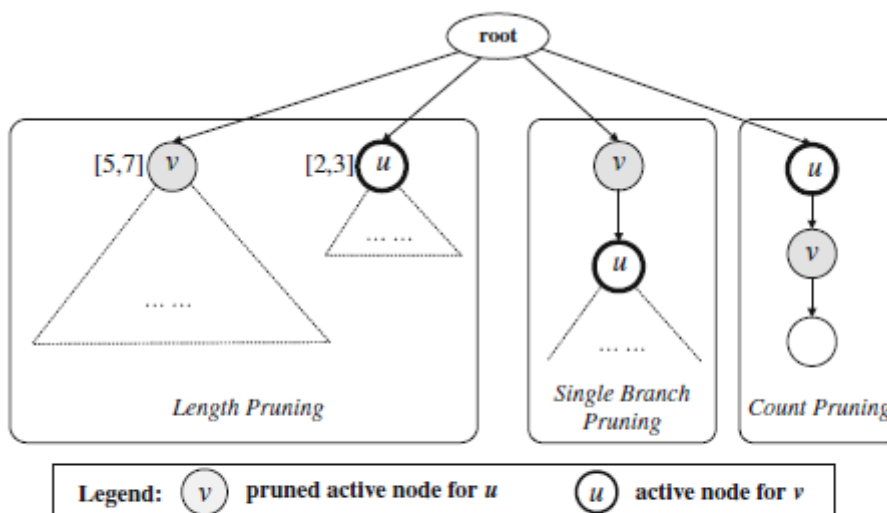 root
[5,7] v
[2,3] u
v
u
... ...
v
u
... ...
... ...
Length Pruning
Single Branch
Pruning
Count Pruning
Legend: v pruned active node for u u active node for v